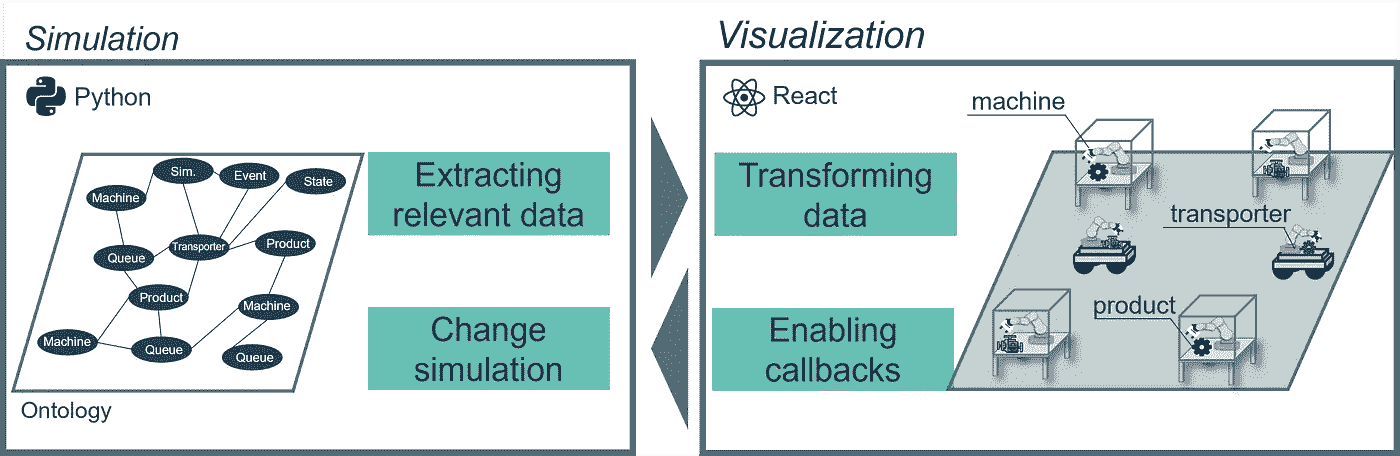 Simulation
Python
Sim.
Event
State
Machine
Transporter
Product
Queue
Product
Machine
Machine
Queue
Queue
Ontology
Extracting
relevant data
Change
simulation
Visualization
React
Transforming
data
Enabling
callbacks
machine
transporter
product